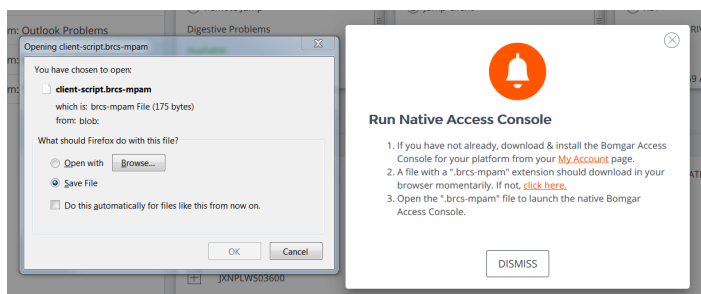 m: Outlook Problems
Digestive Problems
Opening client-script.brcs-mpam
You have chosen to open:
client-script.brcs-mpam
which is: brcs-mpam File (175 bytes)
from: blob:
What should Firefox do with this file?
Open with
Browse...
Save File
Do this automatically for files like this from now on.
OK
Cancel
JXNPLWS03600
Run Native Access Console
1. If you have not already, download & install the Bomgar Access
Console for your platform from your My Account page.
2. A file with a ".brcs-mpam" extension should download in your
browser momentarily. If not, click here.
3. Open the ".brcs-mpam" file to launch the native Bomgar
Access Console.
DISMISS